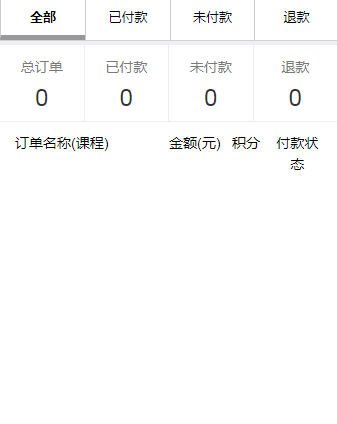 全部 已付款 未付款 退款
总订单 已付款 未付款 退款
0 0 0 0
订单名称(课程) 金额(元) 积分 付款状
态